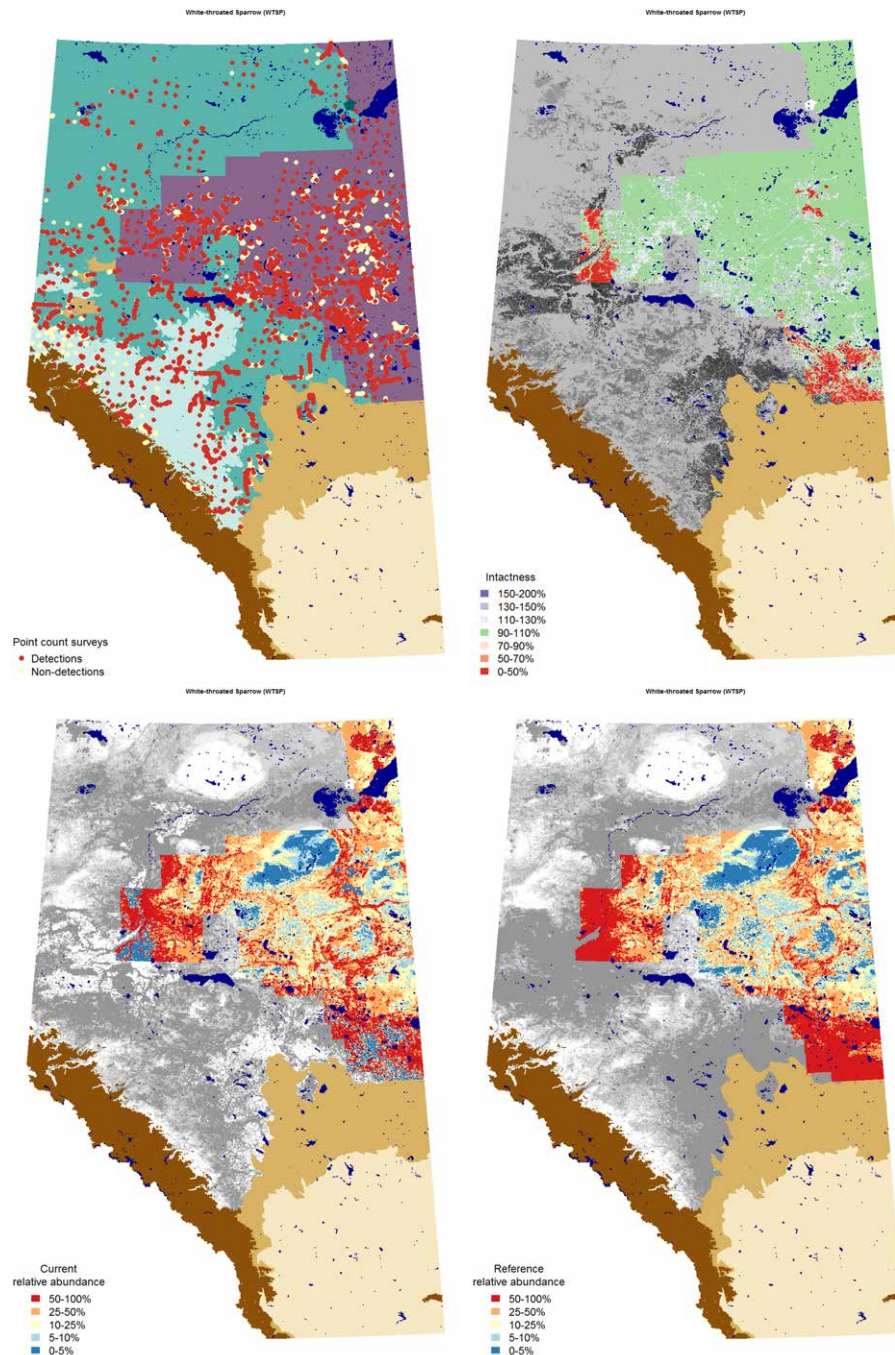 White-throated Sparrow (WTSP)
Point count surveys
Detections
Non-detections
White-throated Sparrow (WTSP)
Intactness
150-200%
130-150%
110-130%
90-110%
70-90%
50-70%
0-50%
White-throated Sparrow (WTSP)
Current
relative abundance
50-100%
25-50%
10-25%
5-10%
0-5%
White-throated Sparrow (WTSP)
Reference
relative abundance
50-100%
25-50%
10-25%
5-10%
0-5%